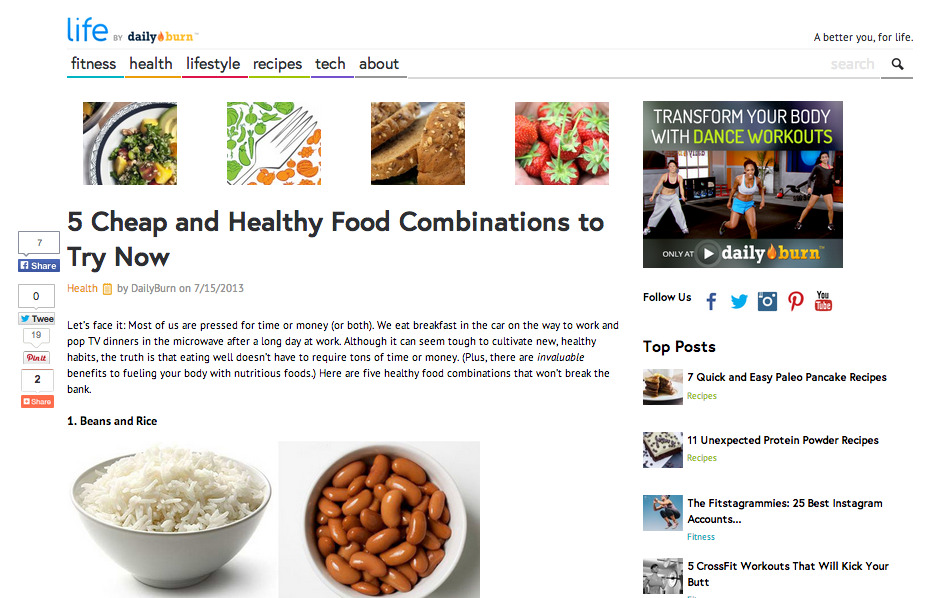 life BY daily burn™
A better you, for life.
fitness health lifestyle recipes tech about
search
TRANSFORM YOUR BODY
WITH DANCE WORKOUTS
ONLY AT daily burn™
5 Cheap and Healthy Food Combinations to
Try Now
Health by DailyBurn on 7/15/2013
7
Share
0
Twee
19
Pin it
2
Share
Let's face it: Most of us are pressed for time or money (or both). We eat breakfast in the car on the way to work and
pop TV dinners in the microwave after a long day at work. Although it can seem tough to cultivate new, healthy
habits, the truth is that eating well doesn't have to require tons of time or money. (Plus, there are invaluable
benefits to fueling your body with nutritious foods.) Here are five healthy food combinations that won't break the
bank.
1. Beans and Rice
Follow Us
You
Tube
Top Posts
7 Quick and Easy Paleo Pancake Recipes
Recipes
11 Unexpected Protein Powder Recipes
Recipes
The Fitstagrammies: 25 Best Instagram
Accounts...
Fitness
5 CrossFit Workouts That Will Kick Your
Butt